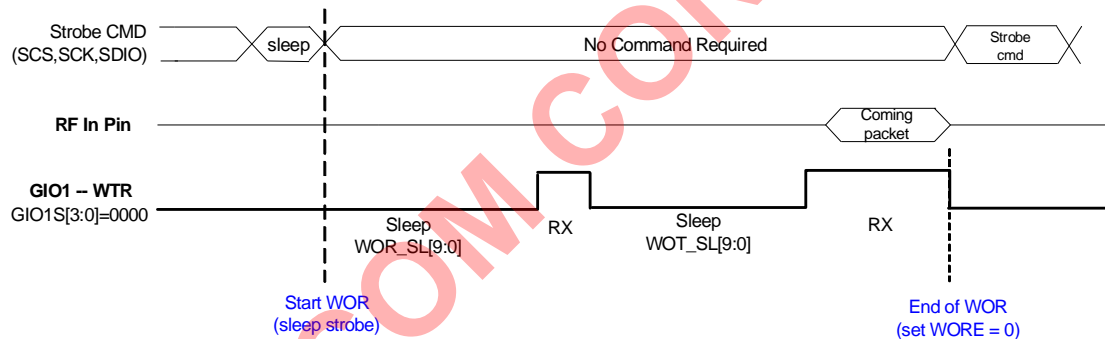 Strobe CMD
(SCS,SCK,SDIO)
sleep
No Command Required
Strobe
cmd
RF In Pin
Coming
packet
GIO1 -- WTR
GIO1S[3:0]=0000
Sleep
WOR_SL[9:0]
RX
Sleep
WOT_SL[9:0]
RX
Start WOR
(sleep strobe)
End of WOR
(set WORE = 0)
COM CON